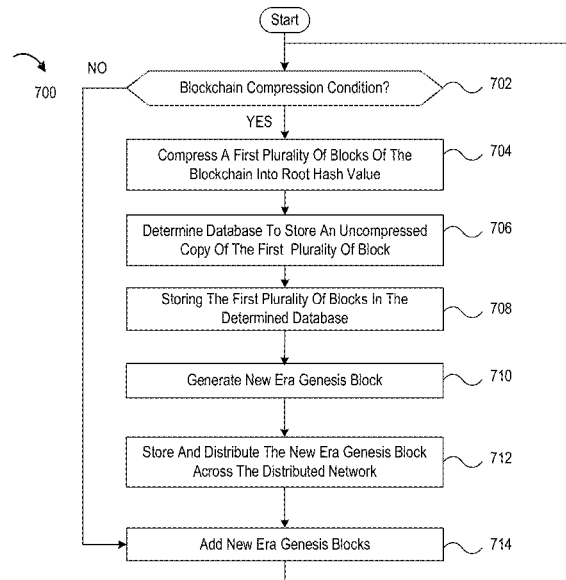 Start
700
NO
Blockchain Compression Condition?
702
YES
Compress A First Plurality Of Blocks Of The
Blockchain Into Root Hash Value
704
Determine Database To Store An Uncompressed
Copy Of The First Plurality Of Block
706
Storing The First Plurality Of Blocks In The
Determined Database
708
Generate New Era Genesis Block
710
Store And Distribute The New Era Genesis Block
Across The Distributed Network
712
Add New Era Genesis Blocks
714